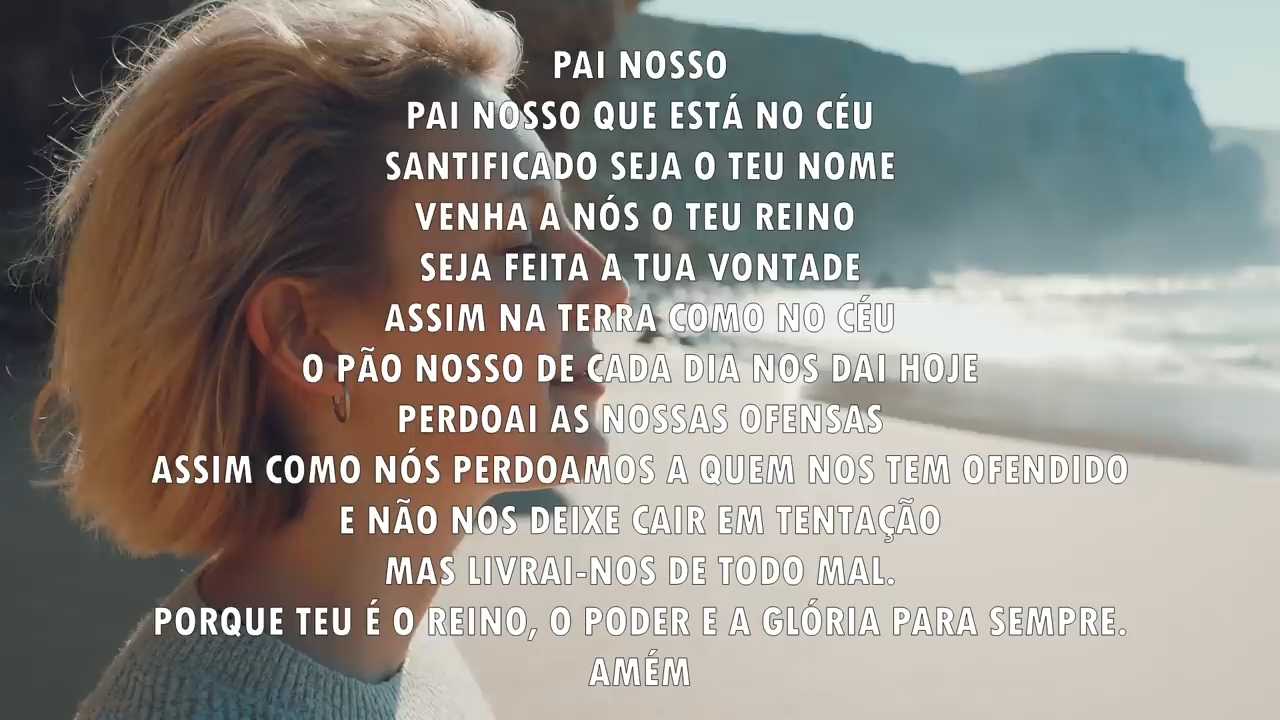 PAI NOSSO
PAI NOSSO QUE ESTÁ NO CÉU
SANTIFICADO SEJA O TEU NOME
VENHA A NÓS O TEU REINO
SEJA FEITA A TUA VONTADE
ASSIM NA TERRA COMO NO CÉU
O PÃO NOSSO DE CADA DIA NOS DAI HOJE
PERDOAI AS NOSSAS OFENSAS
ASSIM COMO NÓS PERDOAMOS A QUEM NOS TEM OFENDIDO
E NÃO NOS DEIXE CAIR EM TENTAÇÃO
MAS LIVRAI-NOS DE TODO MAL.
PORQUE TEU É O REINO, O PODER E A GLÓRIA PARA SEMPRE.
AMÉM